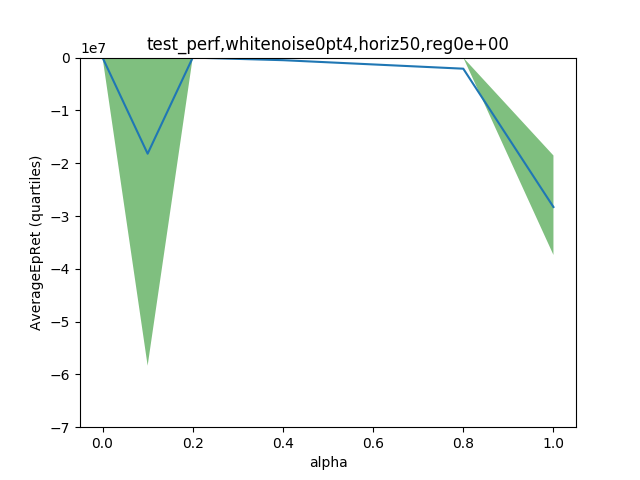 test_perf,whitenoise0pt4,horiz50,reg0e+00
1e7
0
−1
−2
−3
−4
−5
−6
−7
AverageEpRet (quartiles)
0.0 0.2 0.4 0.6 0.8 1.0
alpha